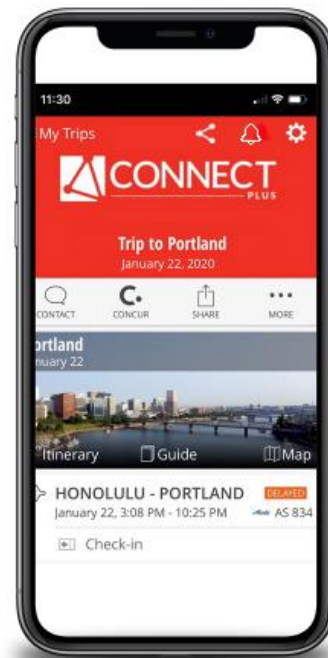 11:30
My Trips
CONNECT
PLUS
Trip to Portland
January 22, 2020
CONTACT
CONCUR
SHARE
MORE
ortland
nuary 22
Itinerary
Guide
Map
HONOLULU - PORTLAND DELAYED
January 22, 3:08 PM - 10:25 PM AS 834
Check-in